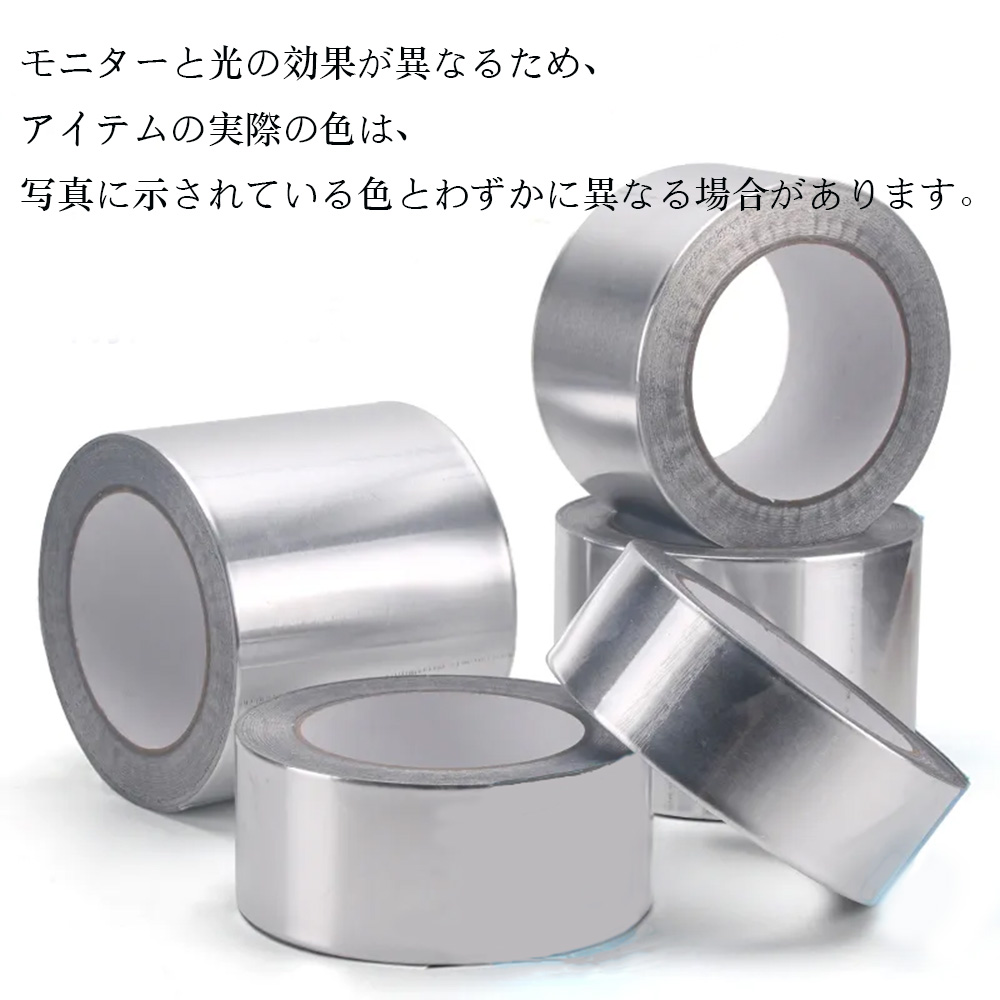 モニターと光の効果が異なるため、
アイテムの実際の色は、
写真に示されている色とわずかに異なる場合があります。